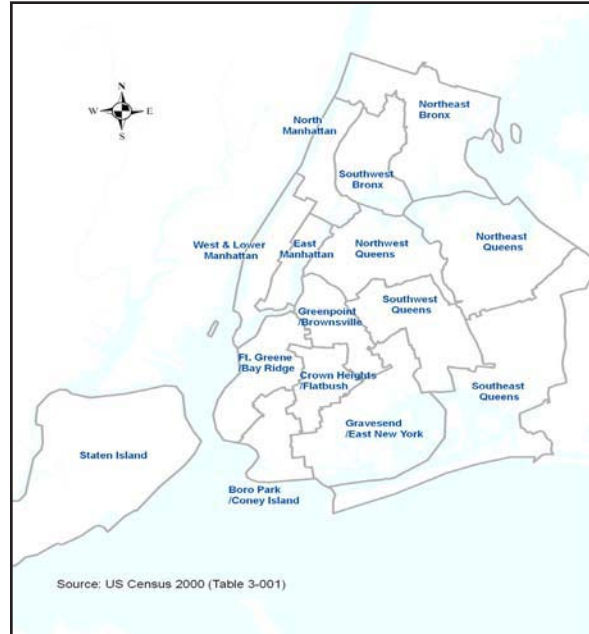 N
W E
S
Northeast
Bronx
North
Manhattan
Southwest
Bronx
West & Lower
Manhattan
East
Manhattan
Northwest
Queens
Northeast
Queens
Greenpoint
/Brownsville
Southwest
Queens
Ft. Greene
/Bay Ridge
Crown Heights
/Flatbush
Southeast
Queens
Gravesend
/East New York
Staten Island
Boro Park
/Coney Island
Source: US Census 2000 (Table 3-001)